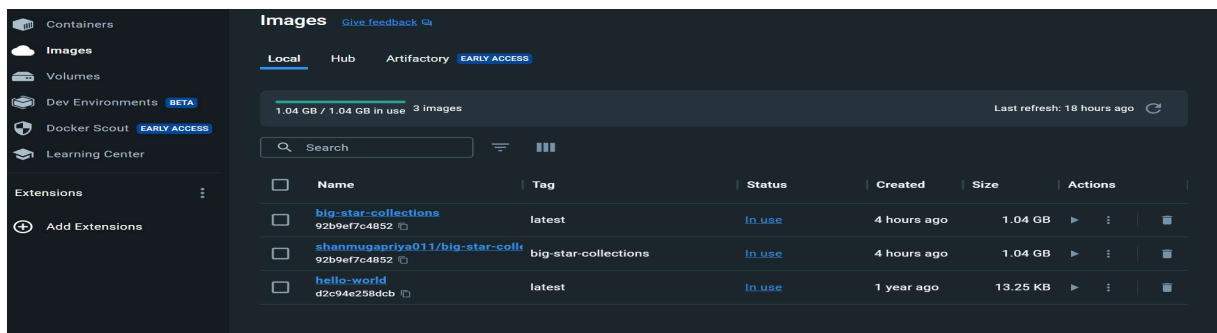 Containers
Images
Volumes
Dev Environments BETA
Docker Scout EARLY ACCESS
Learning Center
Extensions
Add Extensions
Images Give feedback
Local Hub Artifactory EARLY ACCESS
1.04 GB / 1.04 GB in use 3 images Last refresh: 18 hours ago
Search
Name Tag Status Created Size Actions
big-star-collections
latest In use 4 hours ago 1.04 GB
92b9ef7c4852
shanmugapriya011/big-star-colle
big-star-collections In use 4 hours ago 1.04 GB
92b9ef7c4852
hello-world
latest In use 1 year ago 13.25 KB
d2c94e258dcb